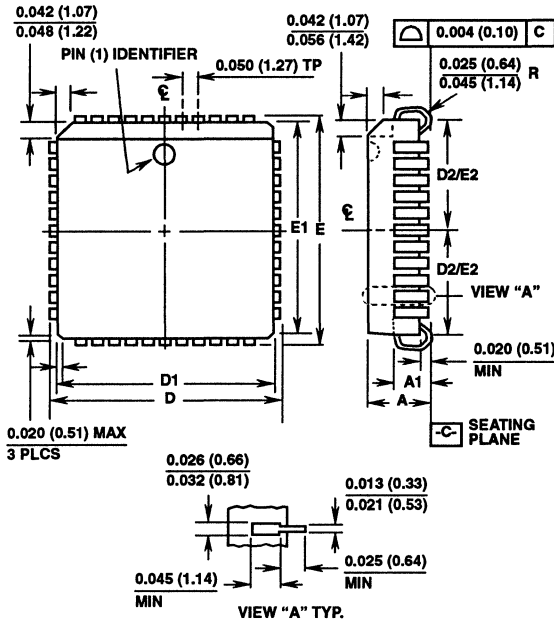 0.042 (1.07)
0.048 (1.22)
PIN (1) IDENTIFIER
0.050 (1.27) TP
℄
0.042 (1.07)
0.056 (1.42)
0.004 (0.10) C
0.025 (0.64)
0.045 (1.14) R
D2/E2
℄
E1 E
D2/E2
VIEW "A"
0.020 (0.51)
MIN
A1
A
D1
D
-C- SEATING
PLANE
0.020 (0.51) MAX
3 PLCS
0.026 (0.66)
0.032 (0.81)
0.013 (0.33)
0.021 (0.53)
0.025 (0.64)
MIN
0.045 (1.14)
MIN
VIEW "A" TYP.